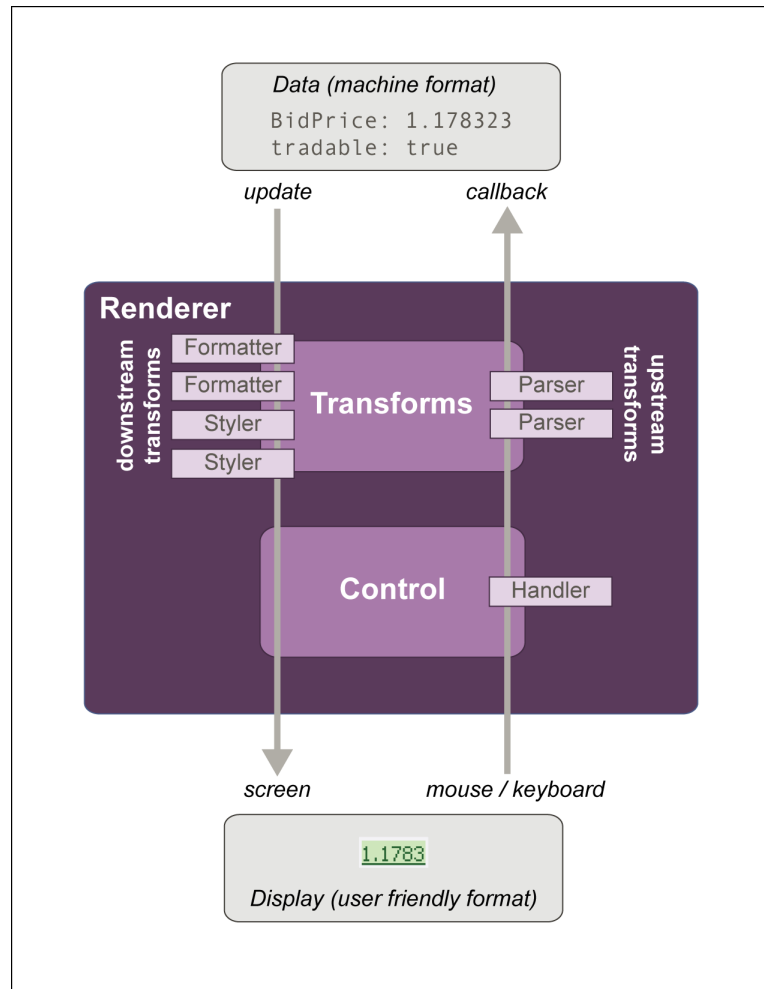 Data (machine format)
BidPrice: 1.178323
tradable: true
update
callback
Renderer
downstream
transforms
Formatter
Formatter
Styler
Styler
Transforms
Parser
Parser
upstream
transforms
Control
Handler
screen
mouse / keyboard
1.1783
Display (user friendly format)